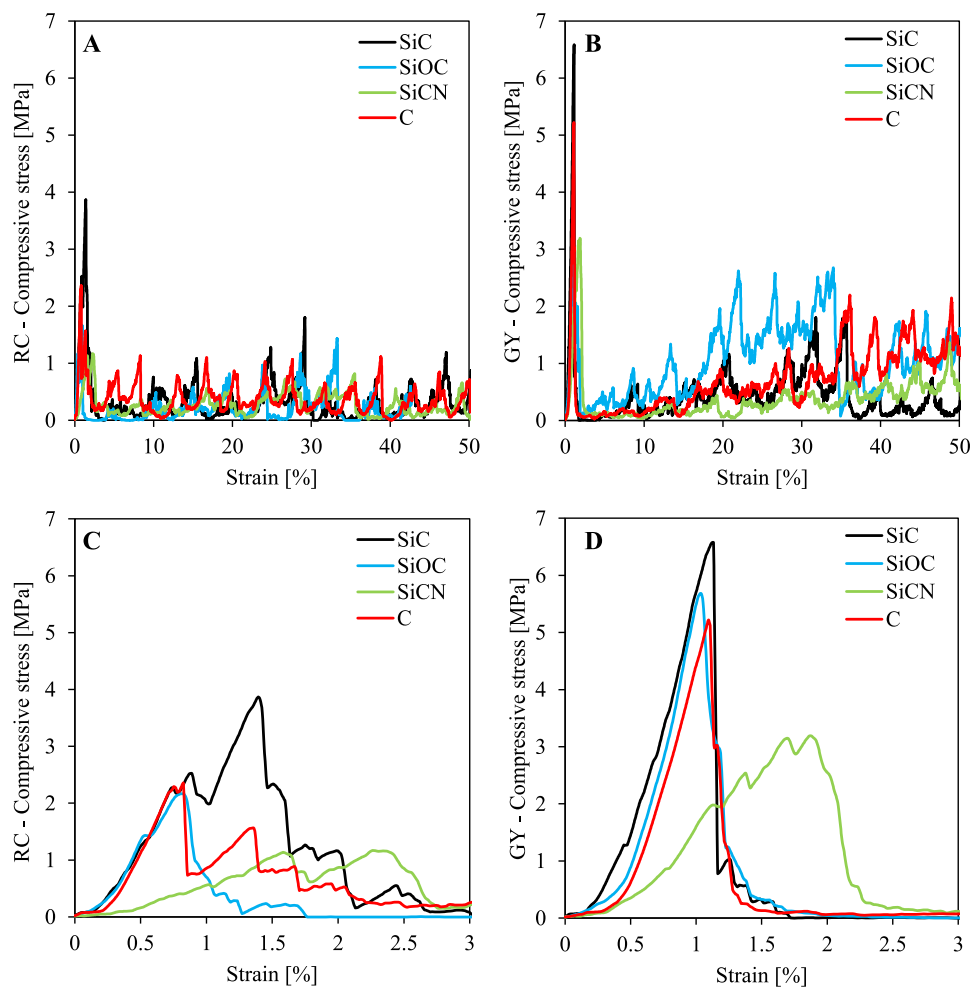 A
RC - Compressive stress [MPa]
7
6
5
4
3
2
1
0
0 10 20 30 40 50
Strain [%]
SiC
SiOC
SiCN
C
B
GY - Compressive stress [MPa]
7
6
5
4
3
2
1
0
0 10 20 30 40 50
Strain [%]
SiC
SiOC
SiCN
C
C
RC - Compressive stress [MPa]
7
6
5
4
3
2
1
0
0 0.5 1 1.5 2 2.5 3
Strain [%]
SiC
SiOC
SiCN
C
D
GY - Compressive stress [MPa]
7
6
5
4
3
2
1
0
0 0.5 1 1.5 2 2.5 3
Strain [%]
SiC
SiOC
SiCN
C